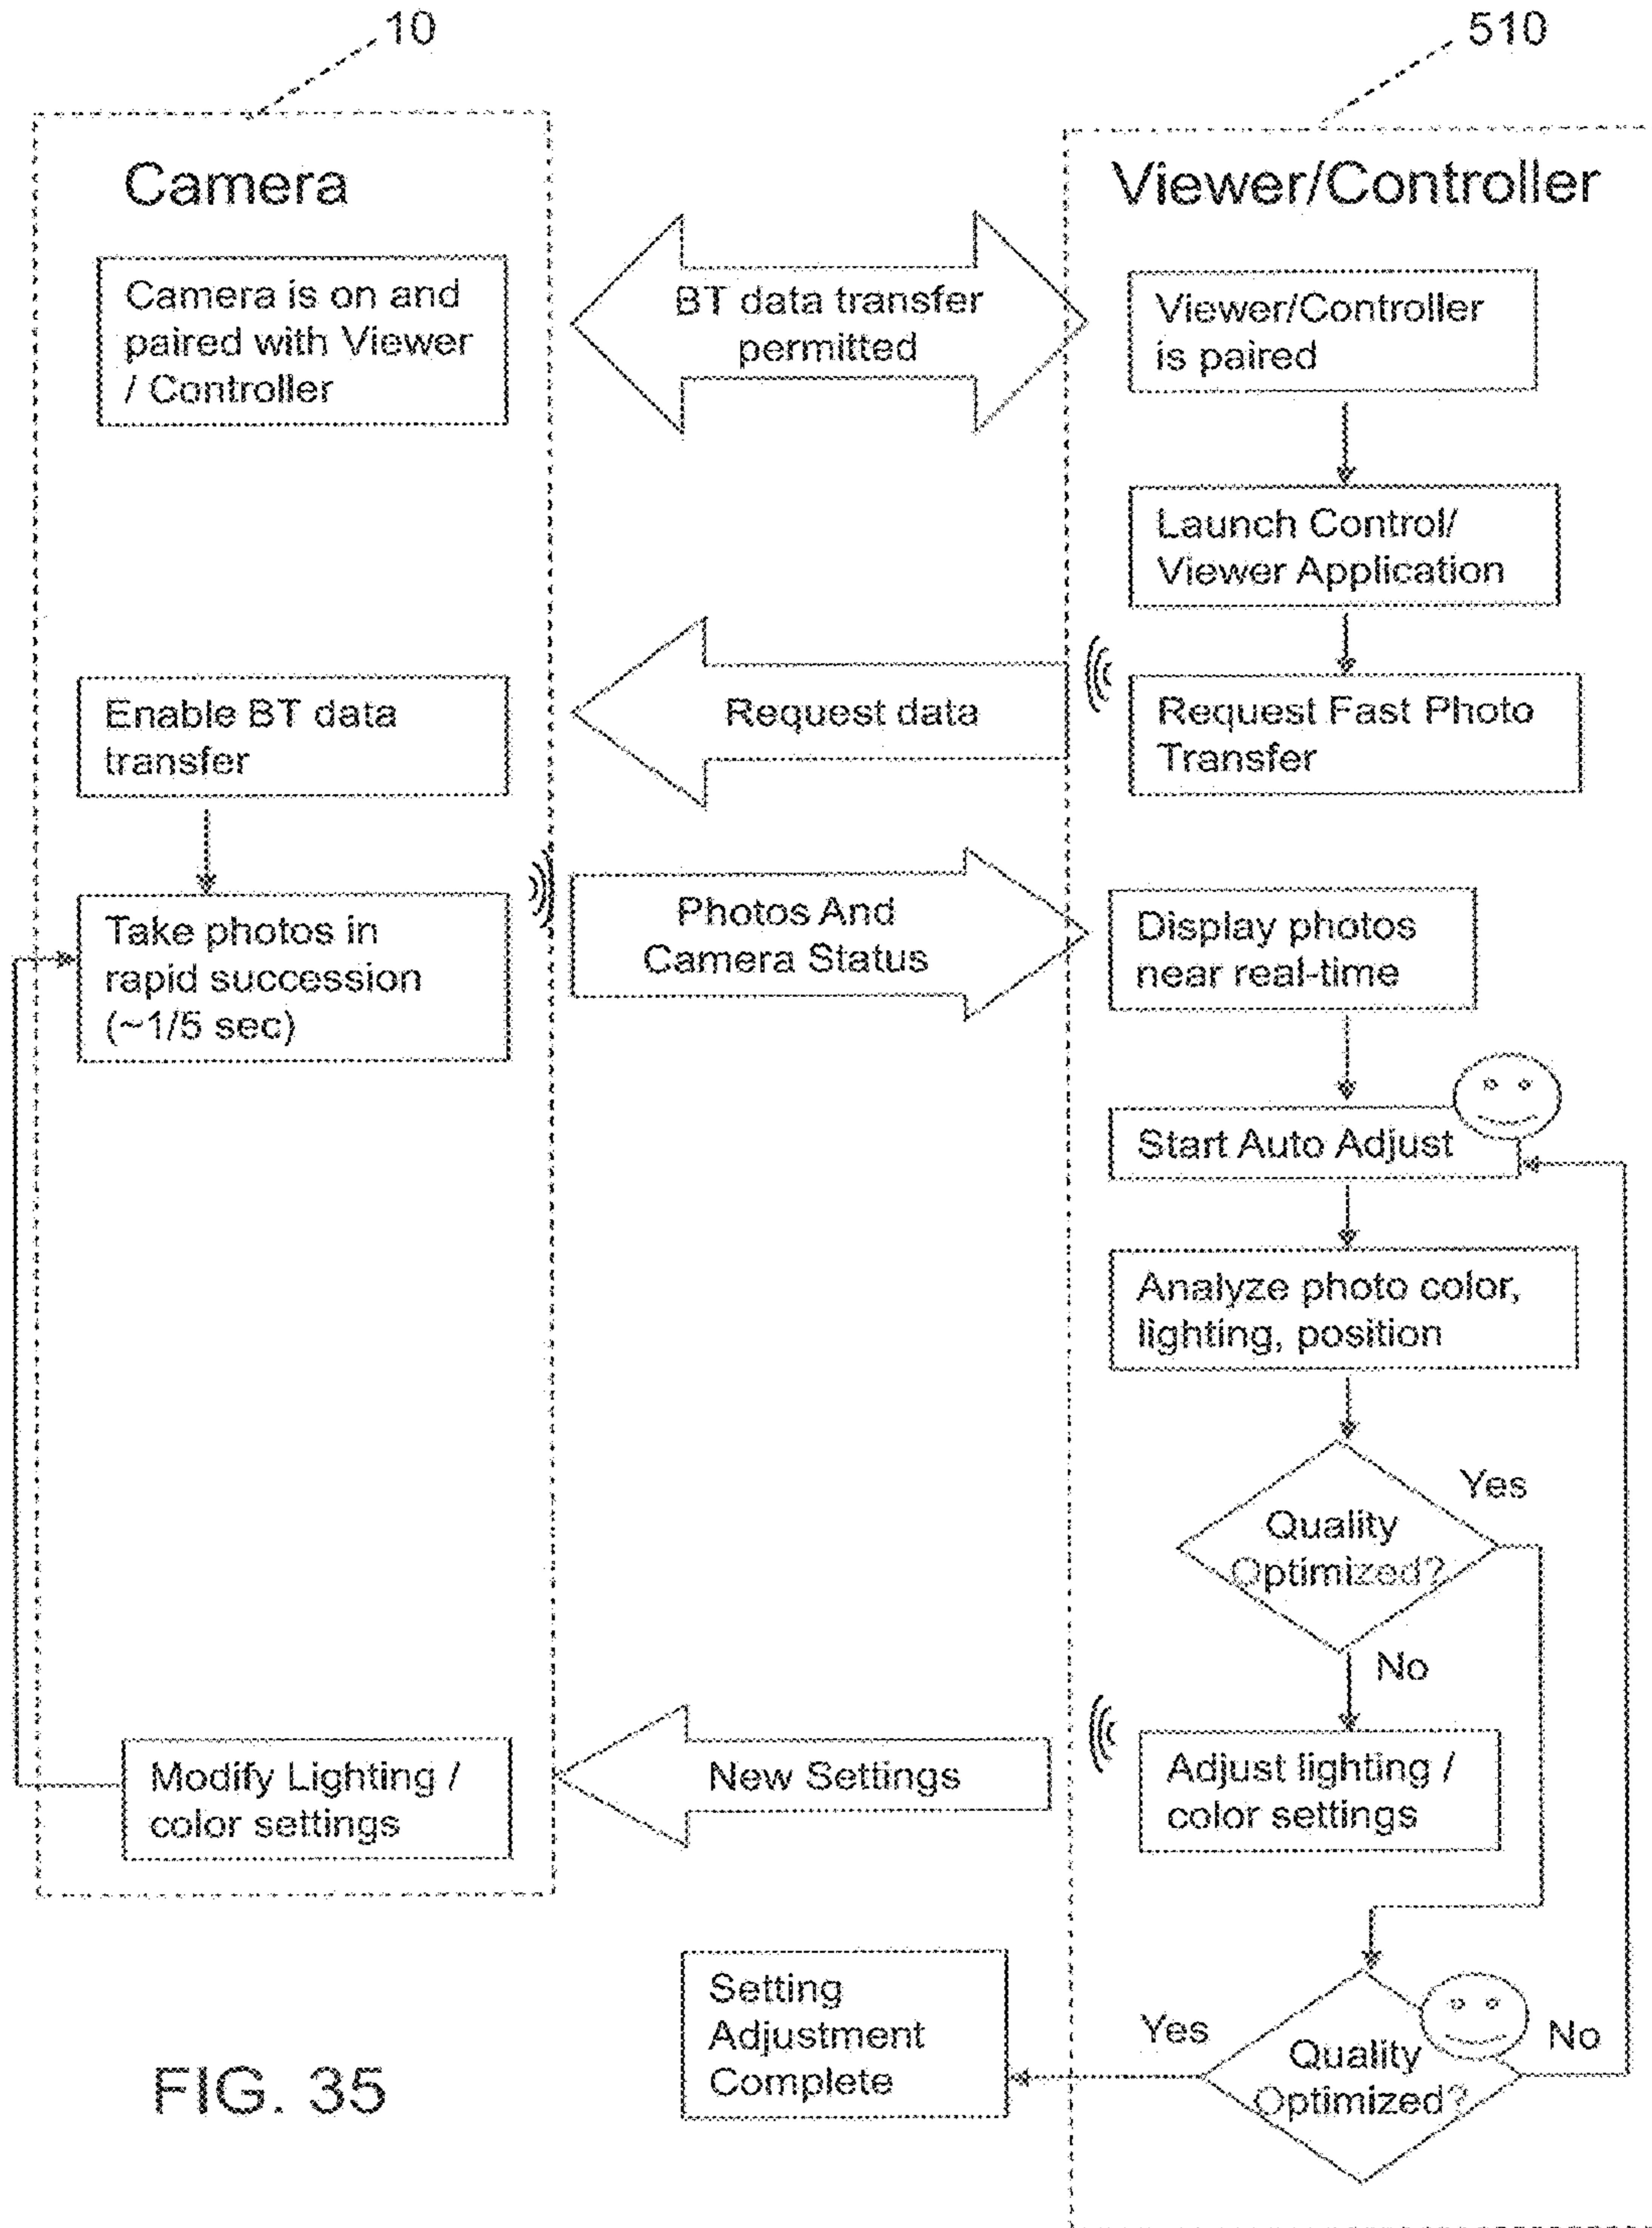 10
510
Camera
Viewer/Controller
Camera is on and
paired with Viewer
/ Controller
BT data transfer
permitted
Viewer/Controller
is paired
Launch Control/
Viewer Application
Enable BT data
transfer
Request data
Request Fast Photo
Transfer
Take photos in
rapid succession
(~1/5 sec)
Photos And
Camera Status
Display photos
near real-time
Start Auto Adjust
Analyze photo color,
lighting, position
Yes
Quality
Optimized?
No
Modify Lighting /
color settings
New Settings
Adjust lighting /
color settings
Setting
Adjustment
Complete
Yes
Quality
Optimized?
No
FIG. 35